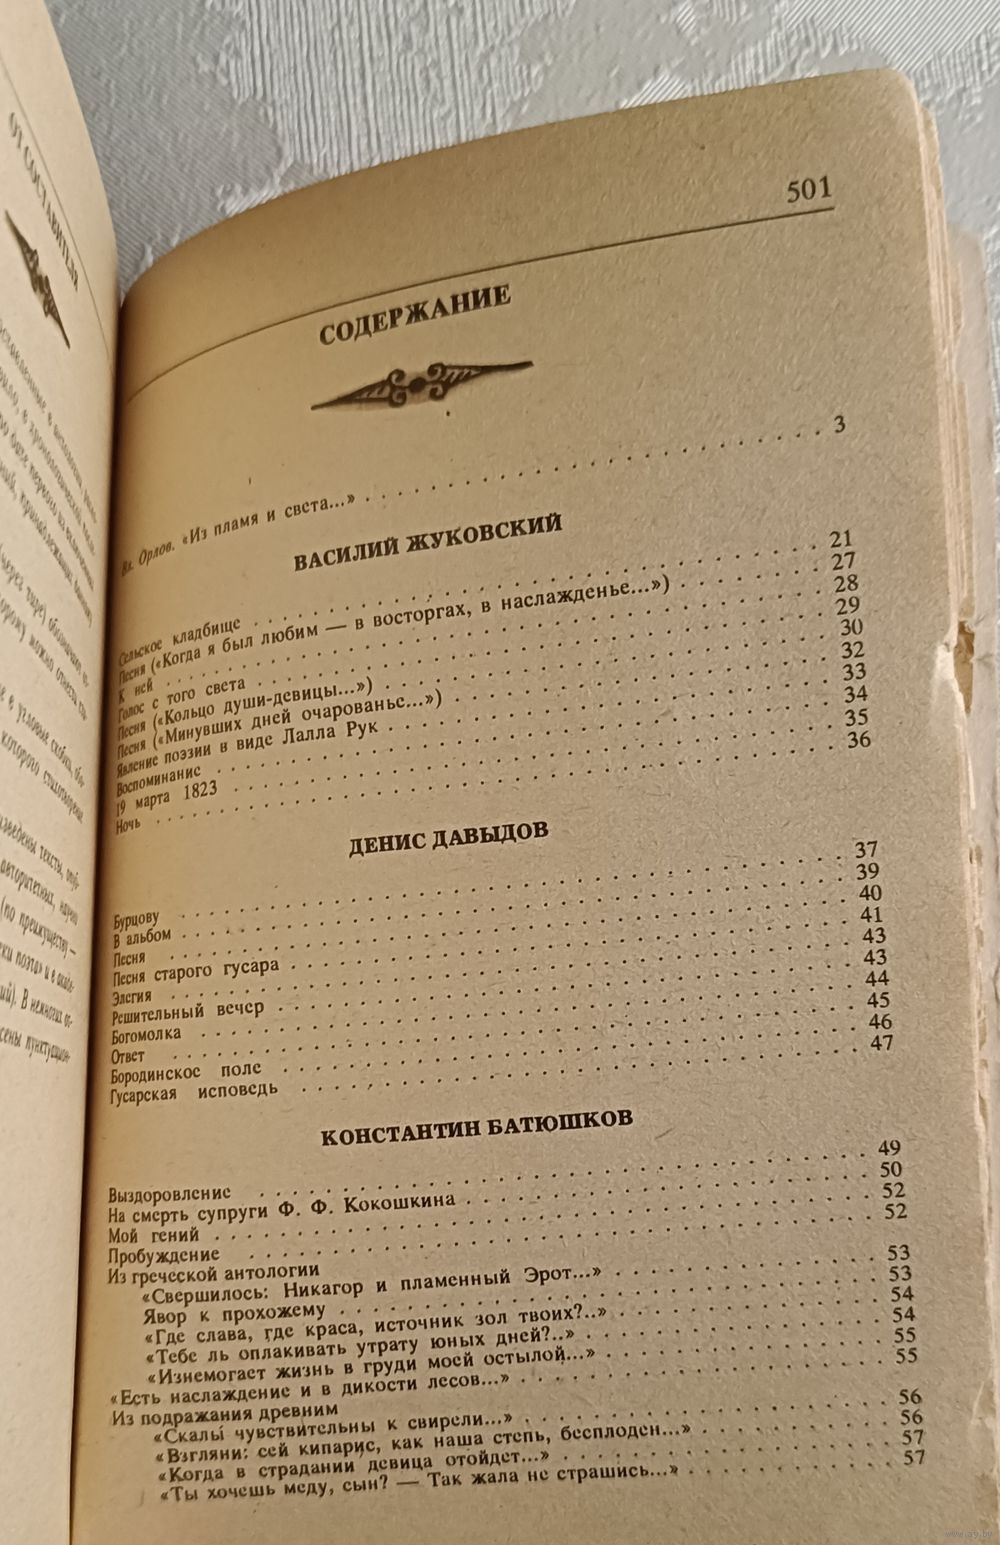 ОТ СОСТАВИТЕЛЯ
501
СОДЕРЖАНИЕ
Вл. Орлов. «Из пламя и света...» 3
ВАСИЛИЙ ЖУКОВСКИЙ
Сельское кладбище 21
Песня («Когда я был любим — в восторгах, в наслажденье...») 27
К ней 28
Голос с того света 29
Песня («Кольцо души-девицы...») 30
Песня («Минувших дней очарованье...») 32
Явление поэзии в виде Лалла Рук 33
Воспоминание 34
19 марта 1823 35
Ночь 36
ДЕНИС ДАВЫДОВ
Бурцову 37
В альбом 39
Песня 40
Песня старого гусара 41
Элегия 43
Решительный вечер 43
Богомолка 44
Ответ 45
Бородинское поле 46
Гусарская исповедь 47
КОНСТАНТИН БАТЮШКОВ
Выздоровление 49
На смерть супруги Ф. Ф. Кокошкина 50
Мой гений 52
Пробуждение 52
Из греческой антологии
«Свершилось: Никагор и пламенный Эрот...» 53
Явор к прохожему 53
«Где слава, где краса, источник зол твоих?..» 54
«Тебе ль оплакивать утрату юных дней?..» 54
«Изнемогает жизнь в груди моей остылой...» 55
«Есть наслаждение и в дикости лесов...» 55
Из подражания древним
«Скалы чувствительны к свирели...» 56
«Взгляни: сей кипарис, как наша степь, бесплоден...» 56
«Когда в страдании девица отойдет...» 57
«Ты хочешь меду, сын? — Так жала не страшись...» 57
www.ay.by